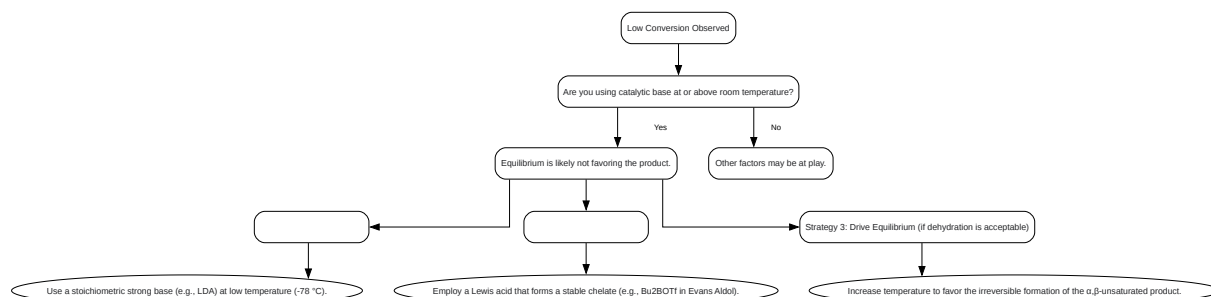 Low Conversion Observed
Are you using catalytic base at or above room temperature?
Yes
No
Equilibrium is likely not favoring the product.
Other factors may be at play.
Strategy 3: Drive Equilibrium (if dehydration is acceptable)
Use a stoichiometric strong base (e.g., LDA) at low temperature (-78 °C).
Employ a Lewis acid that forms a stable chelate (e.g., Bu2BOTf in Evans Aldol).
Increase temperature to favor the irreversible formation of the α,β-unsaturated product.